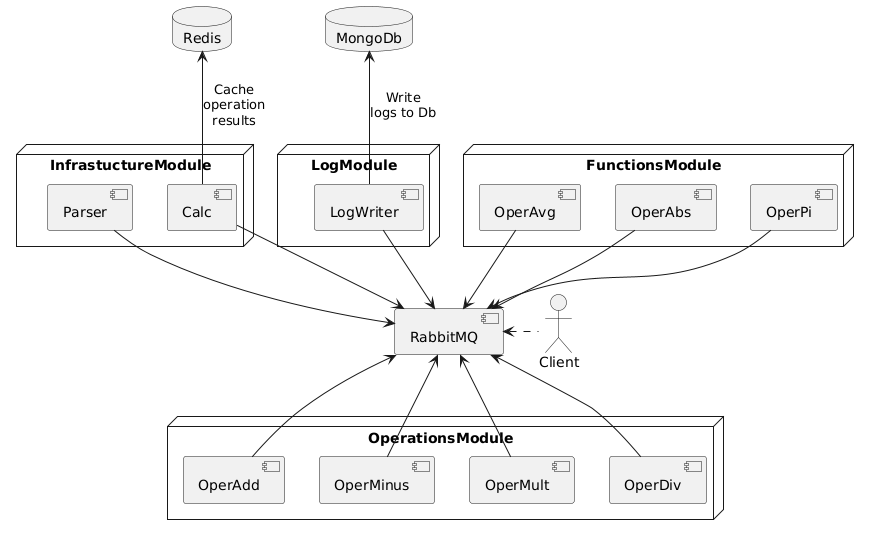 Redis
MongoDb
Cache
operation
results
Write
logs to Db
InfrastuctureModule
LogModule
FunctionsModule
Parser
Calc
LogWriter
OperAvg
OperAbs
OperPi
RabbitMQ
Client
OperationsModule
OperAdd
OperMinus
OperMult
OperDiv